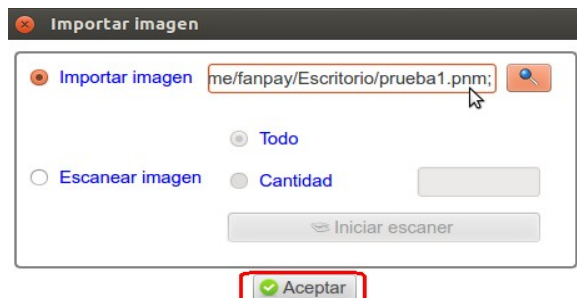 Importar imagen
Importar imagen me/fanpay/Escritorio/prueba1.pnm;
Todo
Escanear imagen Cantidad
Iniciar escaner
Aceptar